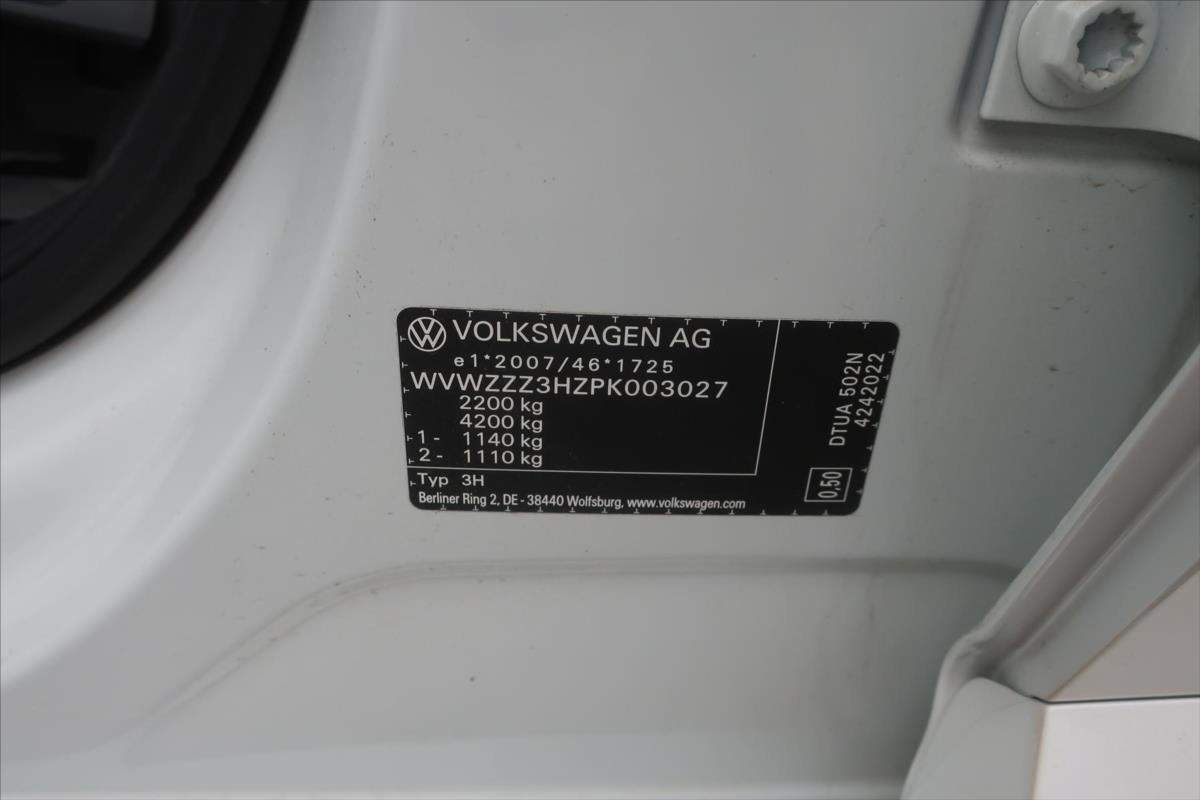 VOLKSWAGEN AG
e1*2007/46*1725
WVWZZZ3HZPK003027
2200 kg
4200 kg
1 - 1140 kg
2 - 1110 kg
Typ 3H
Berliner Ring 2, DE - 38440 Wolfsburg, www.volkswagen.com
DTUA 502N
4242022
0,50